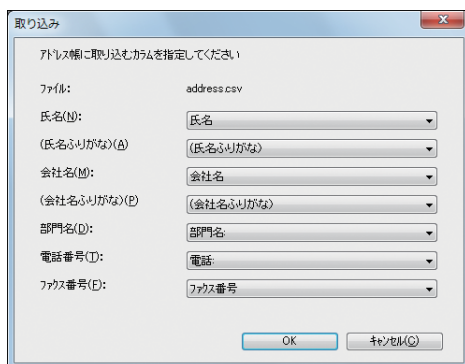 取り込み
アドレス帳に取り込むカラムを指定してください
ファイル: address.csv
氏名(N): 氏名
(氏名ふりがな)(A) (氏名ふりがな)
会社名(M): 会社名
(会社名ふりがな)(P) (会社名ふりがな)
部門名(D): 部門名:
電話番号(T): 電話:
ファクス番号(F): ファクス番号
OK キャンセル(C)